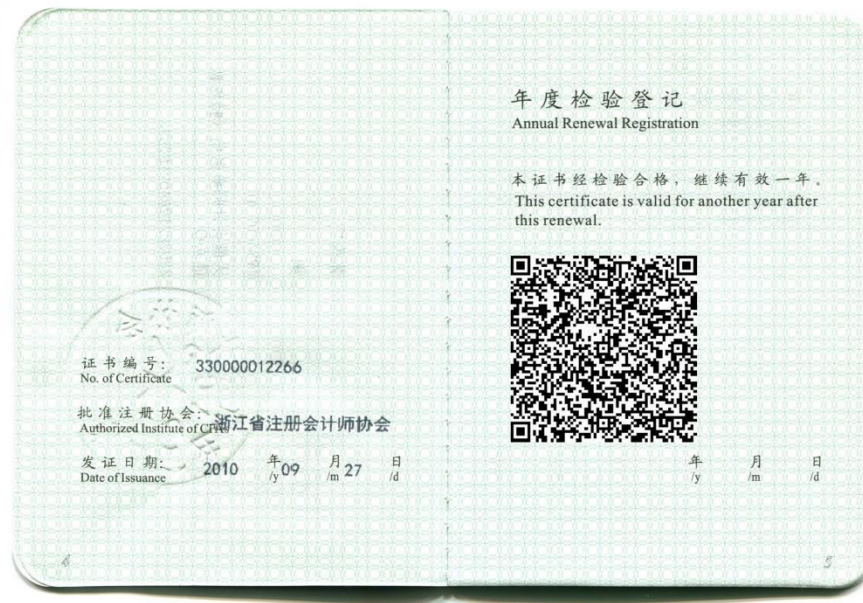 证书编号: 330000012266
No. of Certificate
批准注册协会: 浙江省注册会计师协会
Authorized Institute of CPAs
发证日期: 2010 年 09 月 27 日
Date of Issuance /y /m /d
4
年度检验登记
Annual Renewal Registration
本证书经检验合格，继续有效一年。
This certificate is valid for another year after
this renewal.
年 月 日
/y /m /d
5